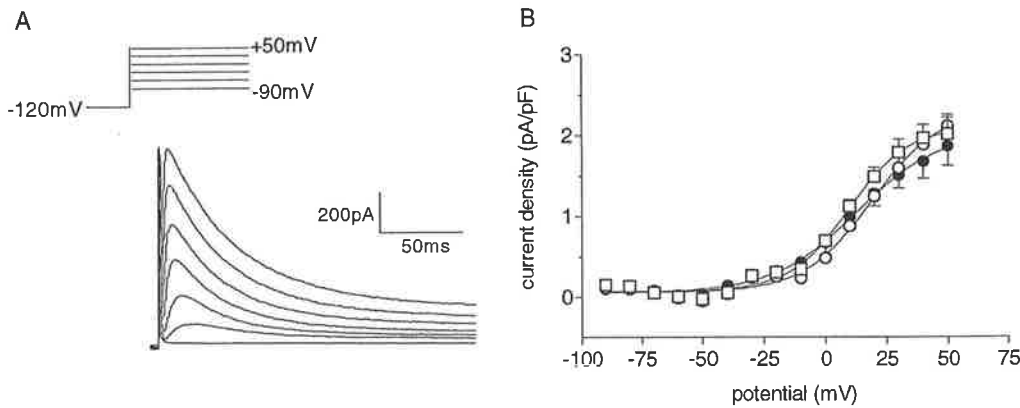 A
+50mV
-90mV
-120mV
200pA
50ms
B
current density (pA/pF)
3
2
1
0
-100 -75 -50 -25 0 25 50 75
potential (mV)